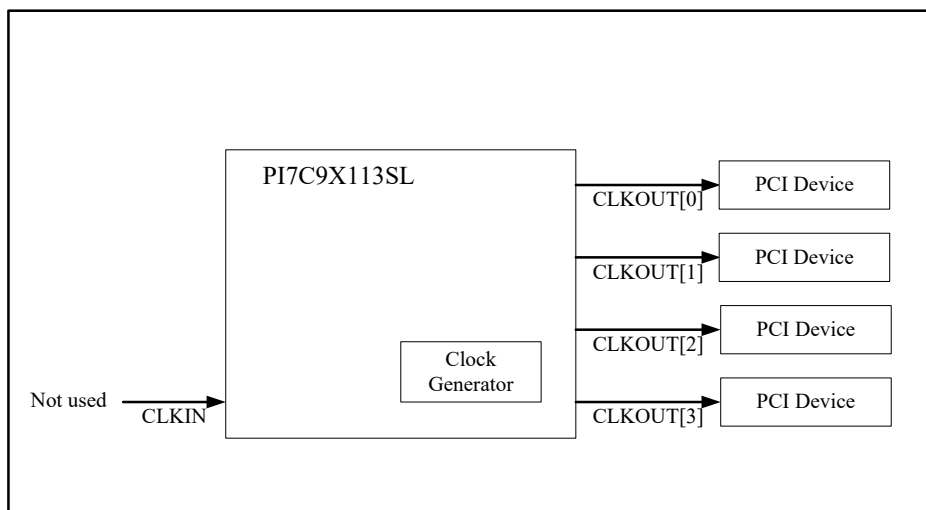 PI7C9X113SL
CLKOUT[0]
PCI Device
CLKOUT[1]
PCI Device
CLKOUT[2]
PCI Device
Clock
Generator
Not used
CLKIN
CLKOUT[3]
PCI Device